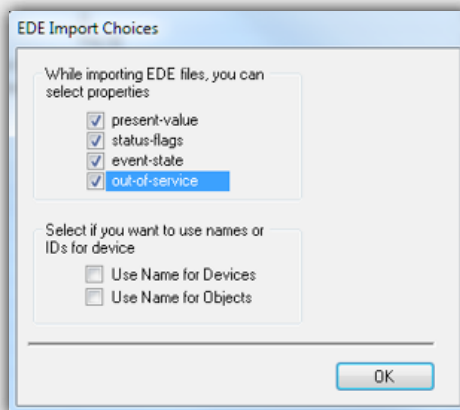 EDE Import Choices
While importing EDE files, you can
select properties
present-value
status-flags
event-state
out-of-service
Select if you want to use names or
IDs for device
Use Name for Devices
Use Name for Objects
OK